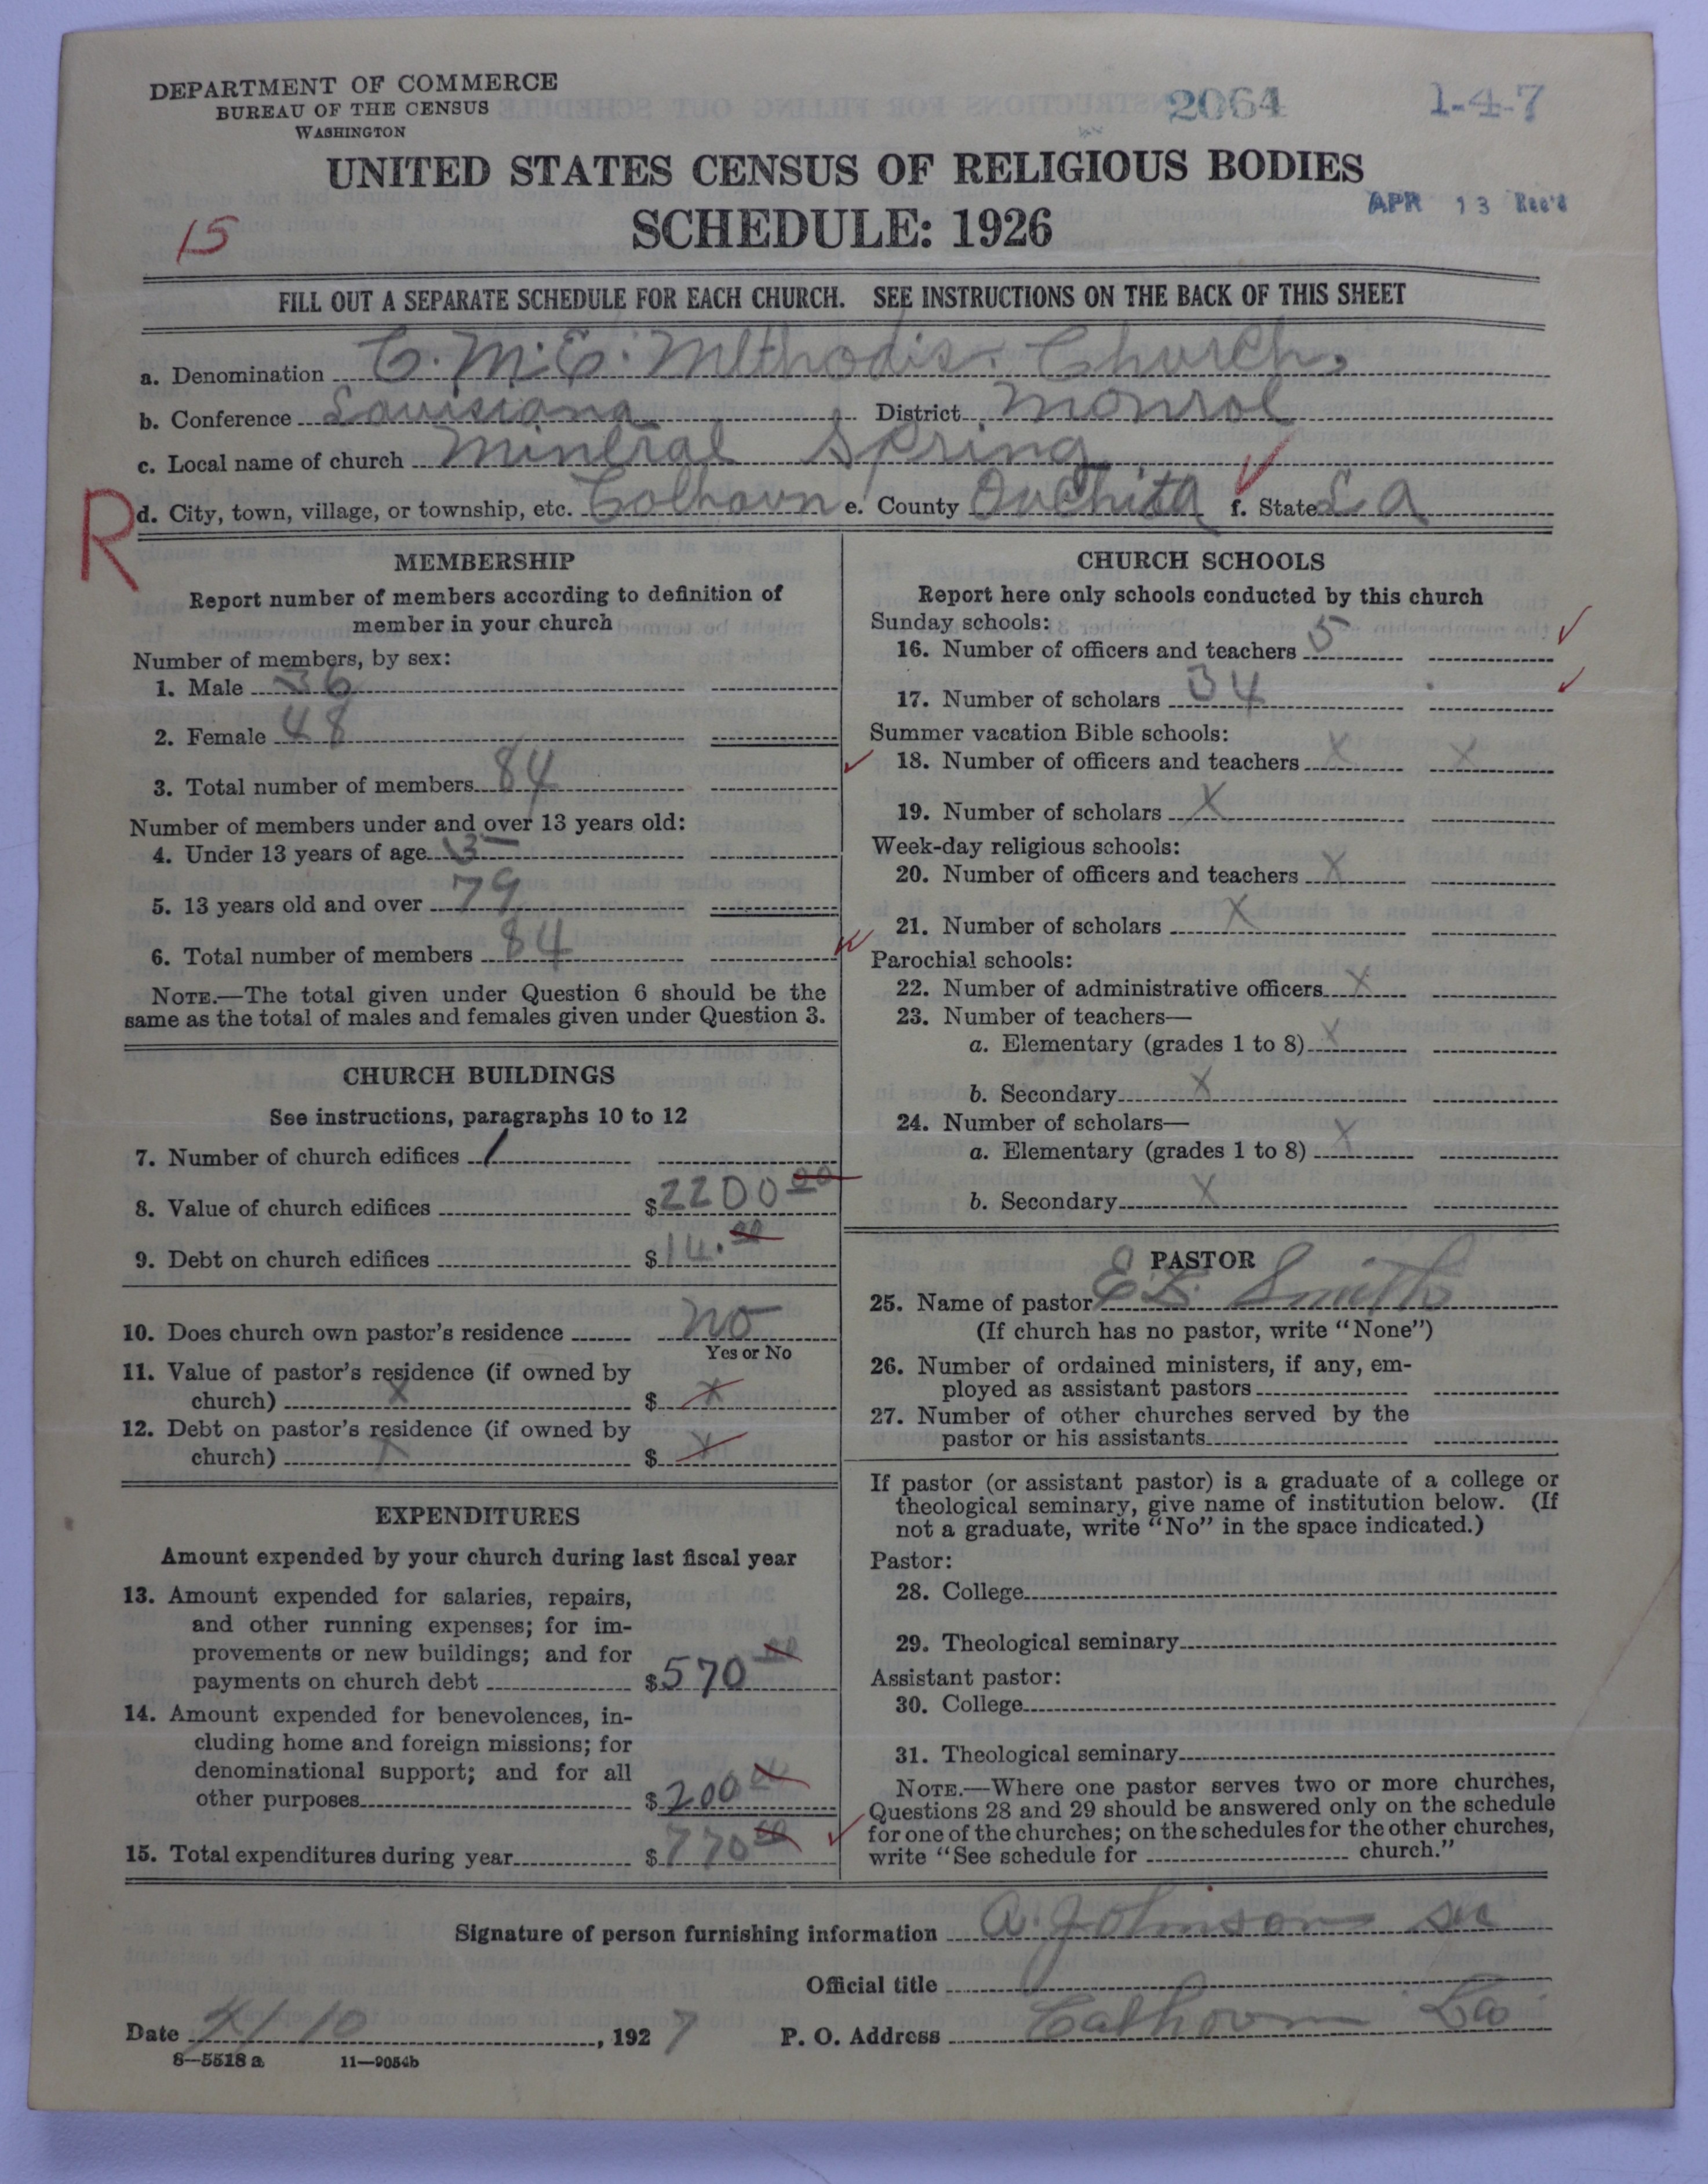 DEPARTMENT OF COMMERCE
BUREAU OF THE CENSUS
WASHINGTON
2064
1-4-7
UNITED STATES CENSUS OF RELIGIOUS BODIES
SCHEDULE: 1926
APR 13 Rec'd
15
FILL OUT A SEPARATE SCHEDULE FOR EACH CHURCH. SEE INSTRUCTIONS ON THE BACK OF THIS SHEET
a. Denomination C. M. E. Methodis. Church,
b. Conference Louisiana District Monroe
c. Local name of church Mineral Spring
R
d. City, town, village, or township, etc. Colhoun e. County Ouchita f. State La
MEMBERSHIP
Report number of members according to definition of
member in your church
Number of members, by sex:
1. Male 36
2. Female 48
3. Total number of members 84
Number of members under and over 13 years old:
4. Under 13 years of age 5
5. 13 years old and over 79
6. Total number of members 84
NOTE.—The total given under Question 6 should be the
same as the total of males and females given under Question 3.
CHURCH BUILDINGS
See instructions, paragraphs 10 to 12
7. Number of church edifices 1
8. Value of church edifices $2200 00
9. Debt on church edifices $14.00
10. Does church own pastor's residence no
Yes or No
11. Value of pastor's residence (if owned by
church) x $ x
12. Debt on pastor's residence (if owned by
church) x $ x
EXPENDITURES
Amount expended by your church during last fiscal year
13. Amount expended for salaries, repairs,
and other running expenses; for im-
provements or new buildings; and for
payments on church debt $570 00
14. Amount expended for benevolences, in-
cluding home and foreign missions; for
denominational support; and for all
other purposes $200 00
15. Total expenditures during year $770 00
CHURCH SCHOOLS
Report here only schools conducted by this church
Sunday schools:
16. Number of officers and teachers 5
17. Number of scholars 34
Summer vacation Bible schools:
18. Number of officers and teachers x x
19. Number of scholars x
Week-day religious schools:
20. Number of officers and teachers x
21. Number of scholars x
Parochial schools:
22. Number of administrative officers x
23. Number of teachers—
a. Elementary (grades 1 to 8) x
b. Secondary x
24. Number of scholars—
a. Elementary (grades 1 to 8) x
b. Secondary x
PASTOR
25. Name of pastor Smith
(If church has no pastor, write "None")
26. Number of ordained ministers, if any, em-
ployed as assistant pastors
27. Number of other churches served by the
pastor or his assistants
If pastor (or assistant pastor) is a graduate of a college or
theological seminary, give name of institution below. (If
not a graduate, write "No" in the space indicated.)
Pastor:
28. College
29. Theological seminary
Assistant pastor:
30. College
31. Theological seminary
NOTE.—Where one pastor serves two or more churches,
Questions 28 and 29 should be answered only on the schedule
for one of the churches; on the schedules for the other churches,
write "See schedule for church."
Signature of person furnishing information A. Johnson sec
Official title
Date 4/10, 1927 P. O. Address Calhoun La
8—5518 a 11—9054b